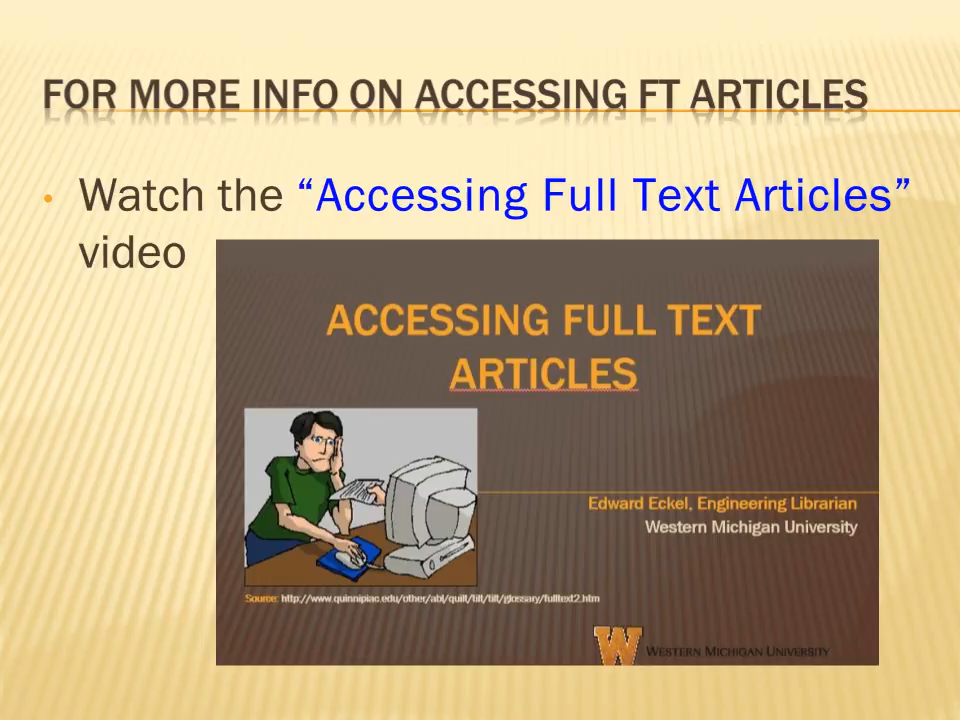 FOR MORE INFO ON ACCESSING FT ARTICLES
• Watch the “Accessing Full Text Articles”
video
ACCESSING FULL TEXT
ARTICLES
Edward Eckel, Engineering Librarian
Western Michigan University
Source: http://www.quinnipiac.edu/other/abl/quilt/tilt/tilt/glossary/fulltext2.htm
W WESTERN MICHIGAN UNIVERSITY